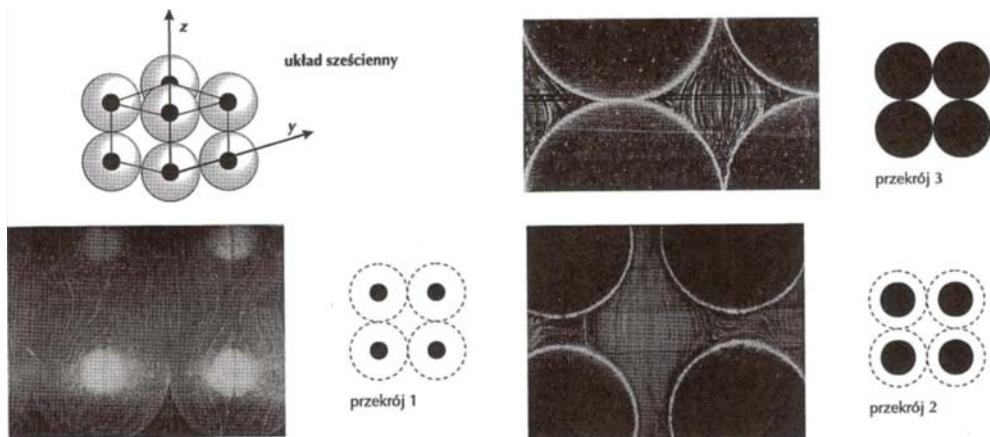 z
układ sześcienny
y
przekrój 3
przekrój 1
przekrój 2